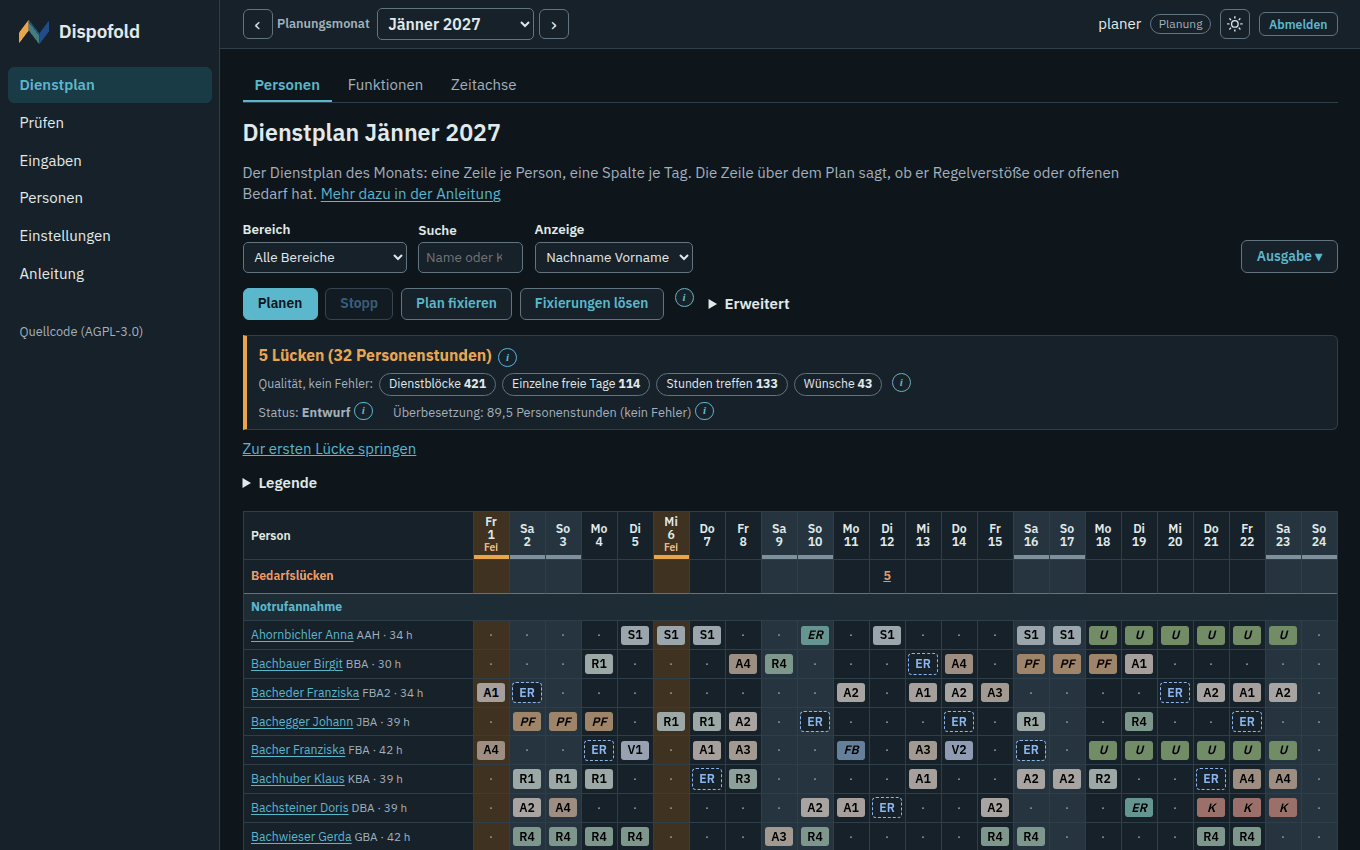 Dispofold
Dienstplan
Prüfen
Eingaben
Personen
Einstellungen
Anleitung
Quellcode (AGPL-3.0)
‹ Planungsmonat Jänner 2027 ›
planer Planung Abmelden
Personen Funktionen Zeitachse
Dienstplan Jänner 2027
Der Dienstplan des Monats: eine Zeile je Person, eine Spalte je Tag. Die Zeile über dem Plan sagt, ob er Regelverstöße oder offenen
Bedarf hat. Mehr dazu in der Anleitung
Bereich Suche Anzeige
Alle Bereiche Name oder K Nachname Vorname Ausgabe ▾
Planen Stopp Plan fixieren Fixierungen lösen i ▶ Erweitert
5 Lücken (32 Personenstunden) i
Qualität, kein Fehler: Dienstblöcke 421 Einzelne freie Tage 114 Stunden treffen 133 Wünsche 43 i
Status: Entwurf i Überbesetzung: 89,5 Personenstunden (kein Fehler) i
Zur ersten Lücke springen
▶ Legende
Person Fr 1 Fei Sa 2 So 3 Mo 4 Di 5 Mi 6 Fei Do 7 Fr 8 Sa 9 So 10 Mo 11 Di 12 Mi 13 Do 14 Fr 15 Sa 16 So 17 Mo 18 Di 19 Mi 20 Do 21 Fr 22 Sa 23 So 24
Bedarfslücken 5
Notrufannahme
Ahornbichler Anna AAH · 34 h · · · · S1 S1 S1 · · ER · S1 · · · S1 S1 U U U U U U ·
Bachbauer Birgit BBA · 30 h · · · R1 · · · A4 R4 · · · ER A4 · PF PF PF A1 · · · · ·
Bacheder Franziska FBA2 · 34 h A1 ER · · · · · · · · A2 · A1 A2 A3 · · · · ER A2 A1 A2 ·
Bachegger Johann JBA · 39 h · PF PF PF · R1 R1 A2 · ER · · · ER · R1 · · R4 · · ER · ·
Bacher Franziska FBA · 42 h A4 · · ER V1 · A1 A3 · · FB · A3 V2 · ER · U U U U U U ·
Bachhuber Klaus KBA · 39 h · R1 R1 R1 · · ER R3 · · · · A1 · · A2 A2 R2 · · ER A4 A4 ·
Bachsteiner Doris DBA · 39 h · A2 A4 · · · · · · A2 A1 ER · · A2 · · · ER · K K K ·
Bachwieser Gerda GBA · 42 h · R4 R4 R4 R4 · · · A3 R4 · · · · R4 R4 · · · · R4 R4 · ·